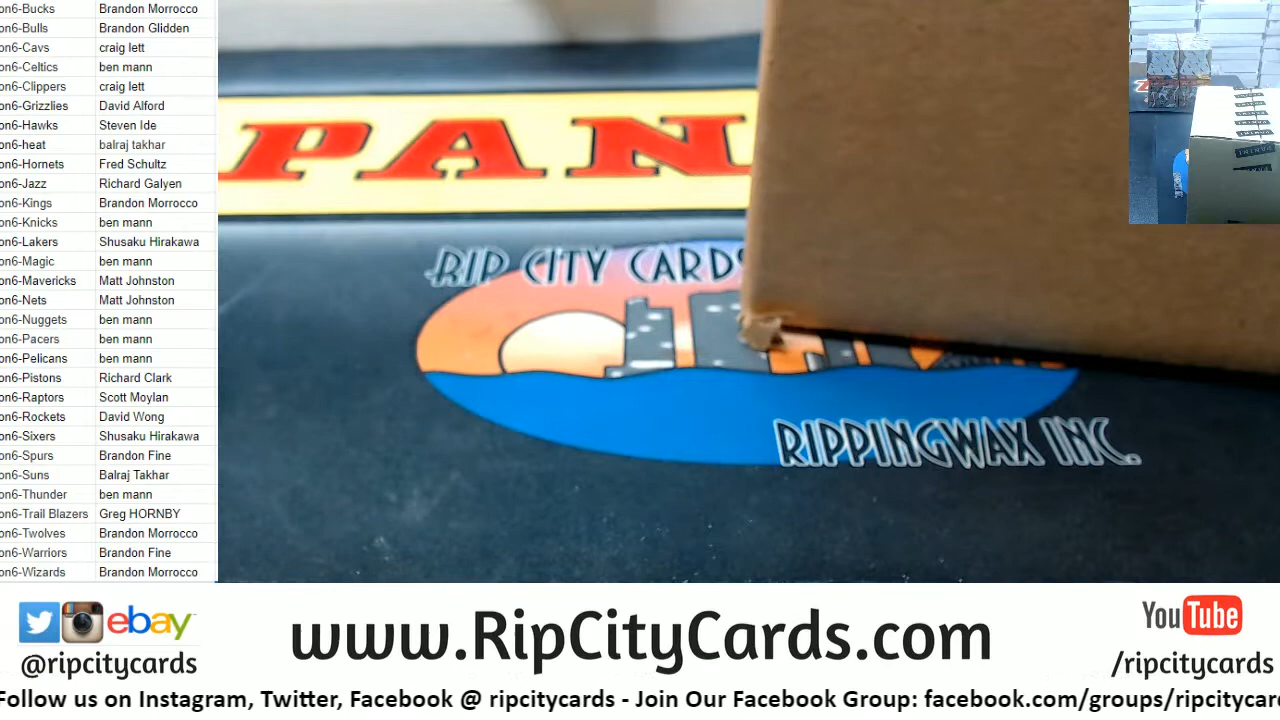 on6-Bucks Brandon Morrocco
on6-Bulls Brandon Glidden
on6-Cavs craig lett
on6-Celtics ben mann
on6-Clippers craig lett
on6-Grizzlies David Alford
on6-Hawks Steven Ide
on6-heat balraj takhar
on6-Hornets Fred Schultz
on6-Jazz Richard Galyen
on6-Kings Brandon Morrocco
on6-Knicks ben mann
on6-Lakers Shusaku Hirakawa
on6-Magic ben mann
on6-Mavericks Matt Johnston
on6-Nets Matt Johnston
on6-Nuggets ben mann
on6-Pacers ben mann
on6-Pelicans ben mann
on6-Pistons Richard Clark
on6-Raptors Scott Moylan
on6-Rockets David Wong
on6-Sixers Shusaku Hirakawa
on6-Spurs Brandon Fine
on6-Suns Balraj Takhar
on6-Thunder ben mann
on6-Trail Blazers Greg HORNBY
on6-Twolves Brandon Morrocco
on6-Warriors Brandon Fine
on6-Wizards Brandon Morrocco
PAN
RIP CITY CARDS
RIPPINGWAX INC.
PANINI
ebay
@ripcitycards
www.RipCityCards.com
YouTube
/ripcitycards
Follow us on Instagram, Twitter, Facebook @ ripcitycards - Join Our Facebook Group: facebook.com/groups/ripcitycar